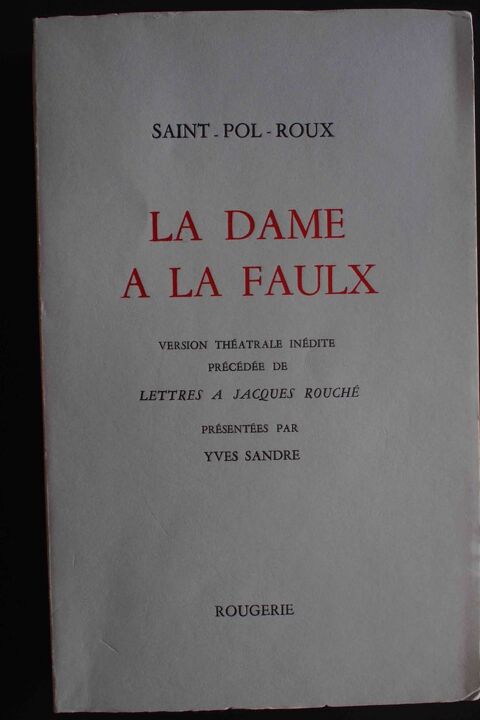 SAINT-POL-ROUX
LA DAME
A LA FAULX
VERSION THÉATRALE INÉDITE
PRÉCÉDÉE DE
LETTRES A JACQUES ROUCHÉ
PRÉSENTÉES PAR
YVES SANDRE
ROUGERIE